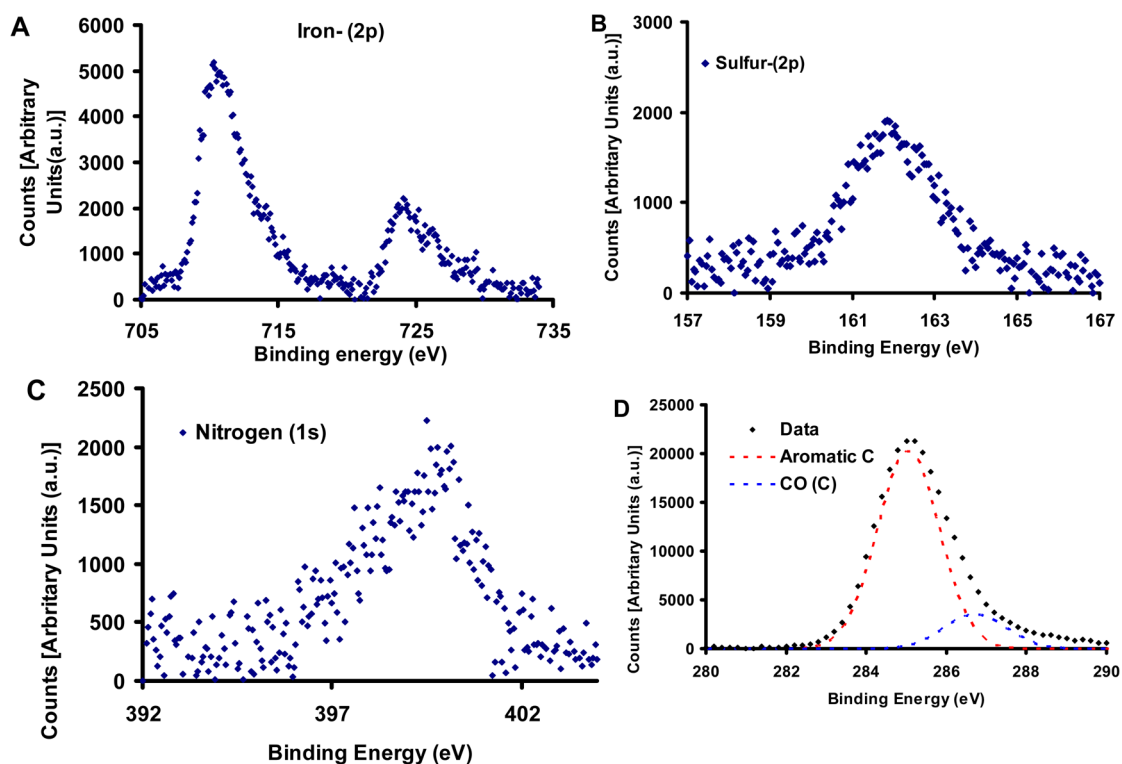 A
Iron- (2p)
Counts [Arbitrary
Units(a.u.)]
6000
5000
4000
3000
2000
1000
0
705
715
725
735
Binding energy (eV)
B
Sulfur-(2p)
Counts [Arbritary Units (a.u.)]
3000
2000
1000
0
157
159
161
163
165
167
Binding Energy (eV)
C
Nitrogen (1s)
Counts [Arbritary Units (a.u.)]
2500
2000
1500
1000
500
0
392
397
402
Binding Energy (eV)
D
Data
Aromatic C
CO (C)
Counts [Arbritary Units (a.u.)]
25000
20000
15000
10000
5000
0
280
282
284
286
288
290
Binding Energy (eV)